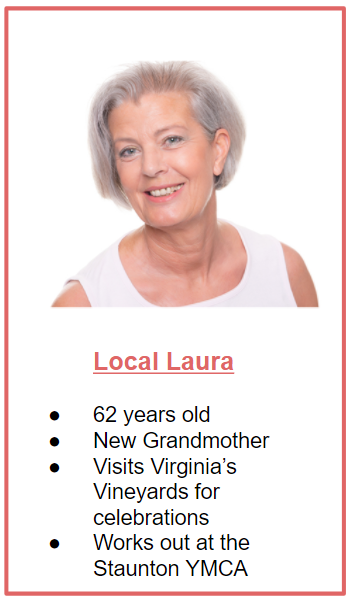 Local Laura
● 62 years old
● New Grandmother
● Visits Virginia’s
Vineyards for
celebrations
● Works out at the
Staunton YMCA